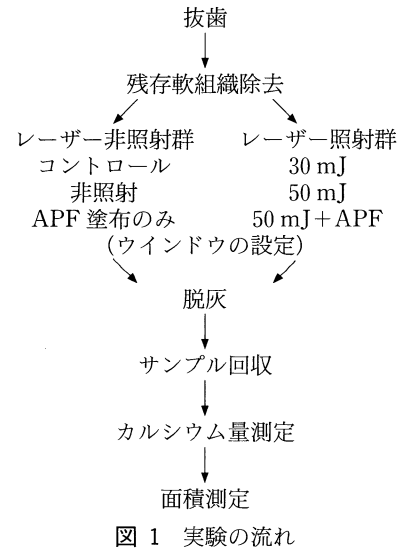 抜歯
残存軟組織除去
レーザー非照射群
コントロール
非照射
APF 塗布のみ
レーザー照射群
30 mJ
50 mJ
50 mJ＋APF
（ウインドウの設定）
脱灰
サンプル回収
カルシウム量測定
面積測定
図 1 実験の流れ